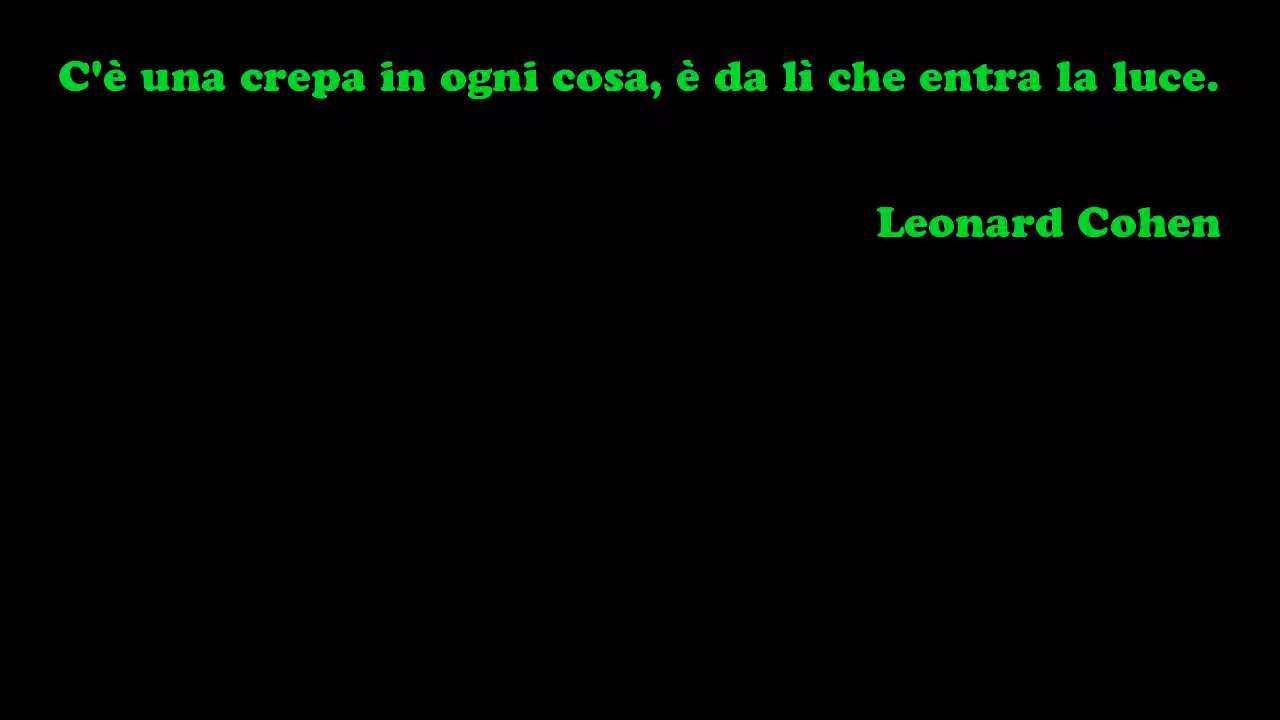 C'è una crepa in ogni cosa, è da lì che entra la luce.
Leonard Cohen